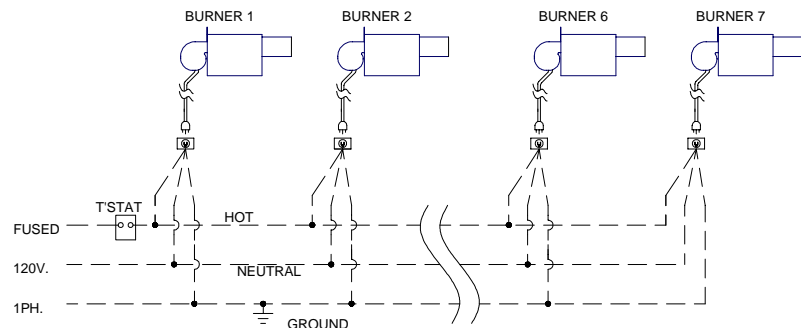 BURNER 1 BURNER 2 BURNER 6 BURNER 7
T'STAT
HOT
FUSED
120V.
NEUTRAL
1PH.
GROUND